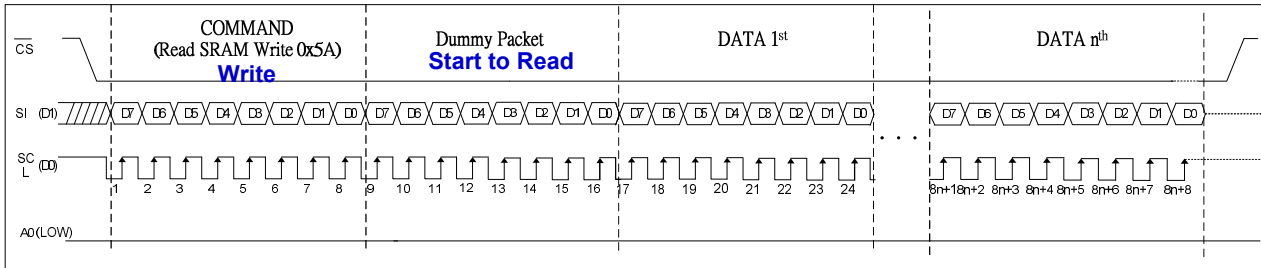 COMMAND
(Read SRAM Write 0x5A)
Write
Dummy Packet
Start to Read
DATA 1st
DATA nth
CS
SI (D1) D7 D6 D5 D4 D3 D2 D1 D0 D7 D6 D5 D4 D3 D2 D1 D0 D7 D6 D5 D4 D3 D2 D1 D0 . . . D7 D6 D5 D4 D3 D2 D1 D0
SC
L (D0)
1 2 3 4 5 6 7 8 9 10 11 12 13 14 15 16 17 18 19 20 21 22 23 24 8n+1 8n+2 8n+3 8n+4 8n+5 8n+6 8n+7 8n+8
A0(LOW)